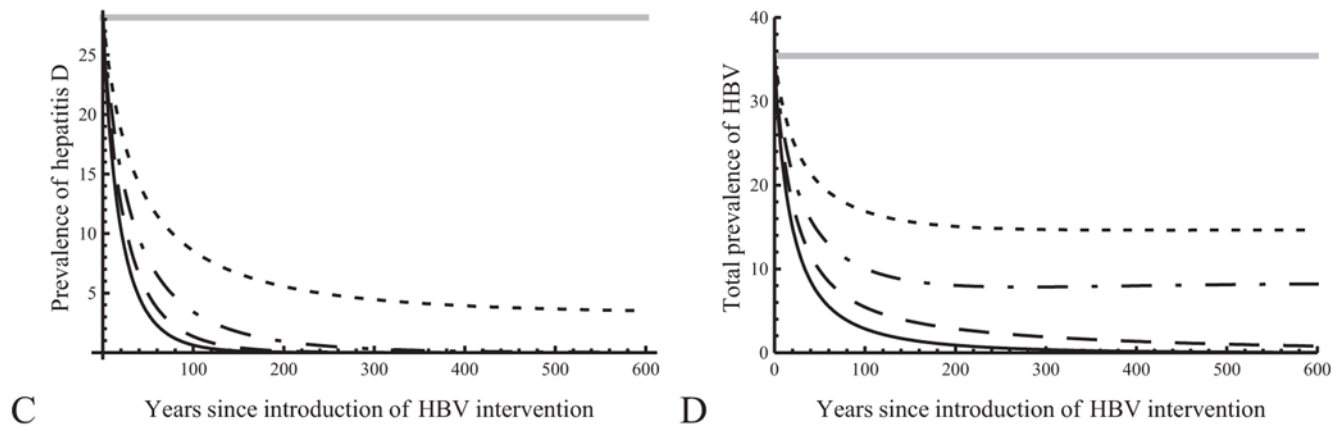 Prevalence of hepatitis D
25
20
15
10
5
100 200 300 400 500 600
C Years since introduction of HBV intervention
Total prevalence of HBV
40
30
20
10
0
0 100 200 300 400 500 600
D Years since introduction of HBV intervention